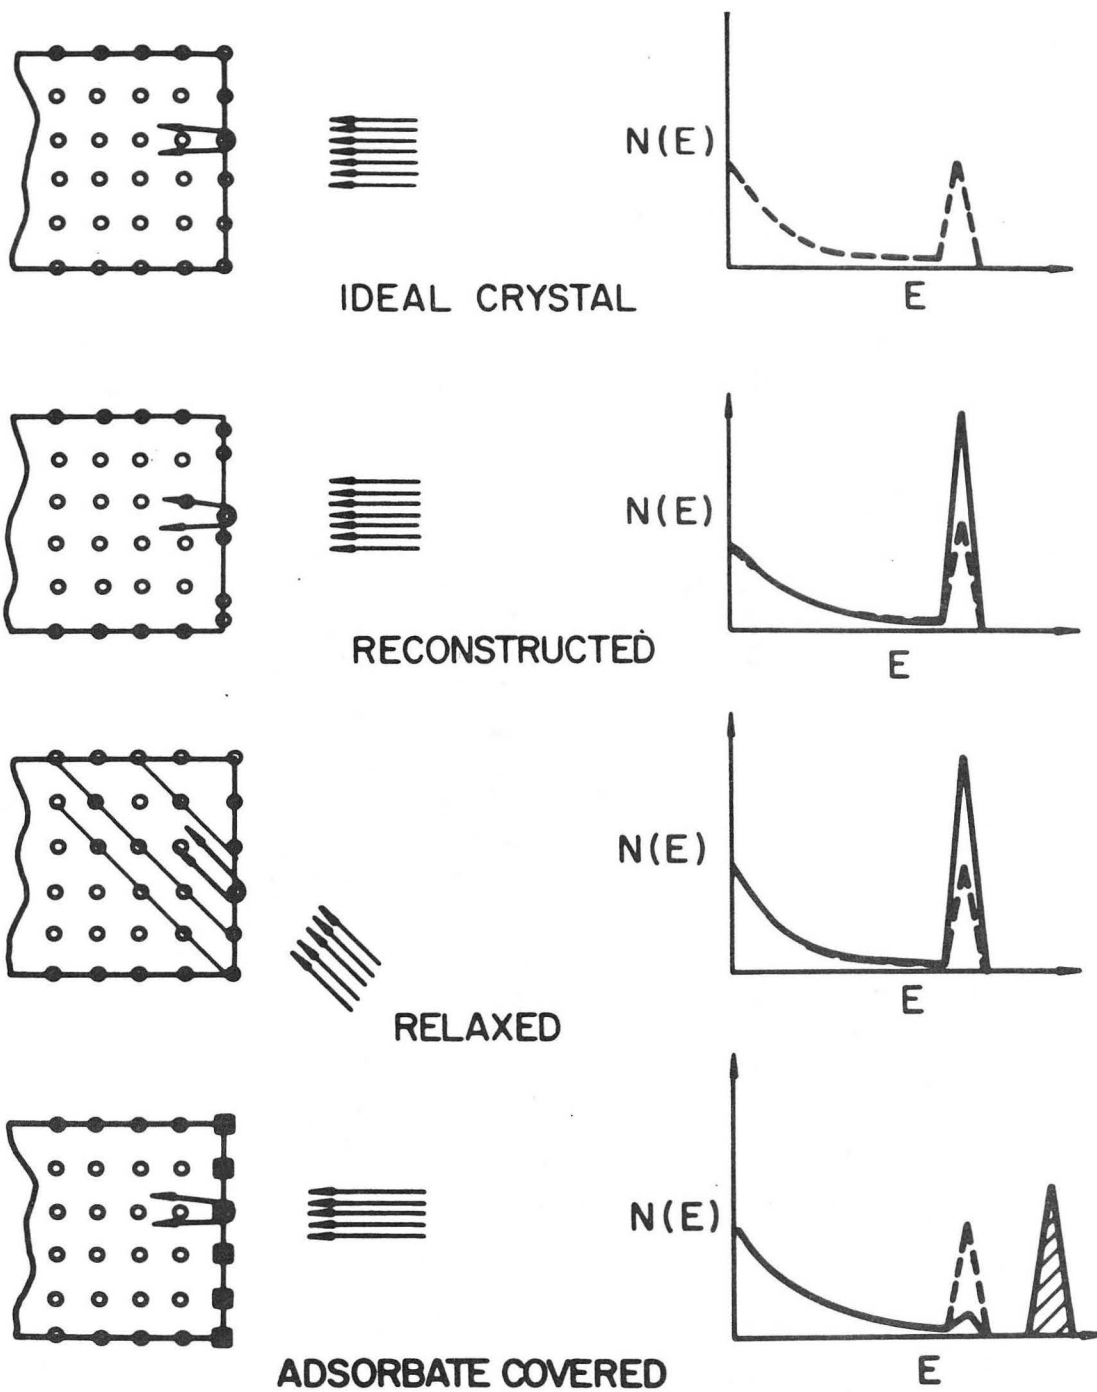 N(E)
E
IDEAL CRYSTAL
N(E)
E
RECONSTRUCTED
N(E)
E
RELAXED
N(E)
E
ADSORBATE COVERED